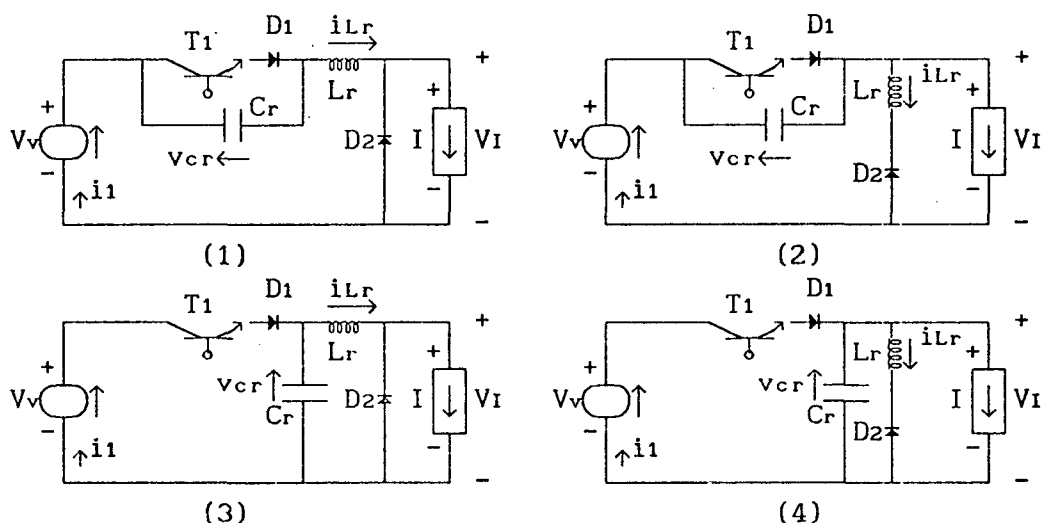 T1 D1 iLr
Lr
Cr
vcr
D2
+
Vv
-
i1
+
I
-
+
VI
-
(1)
T1 D1
Lr iLr
Cr
vcr
D2
+
Vv
-
i1
+
I
-
+
VI
-
(2)
T1 D1 iLr
Lr
vcr
Cr
D2
+
Vv
-
i1
+
I
-
+
VI
-
(3)
T1 D1
Lr iLr
vcr
Cr
D2
+
Vv
-
i1
+
I
-
+
VI
-
(4)